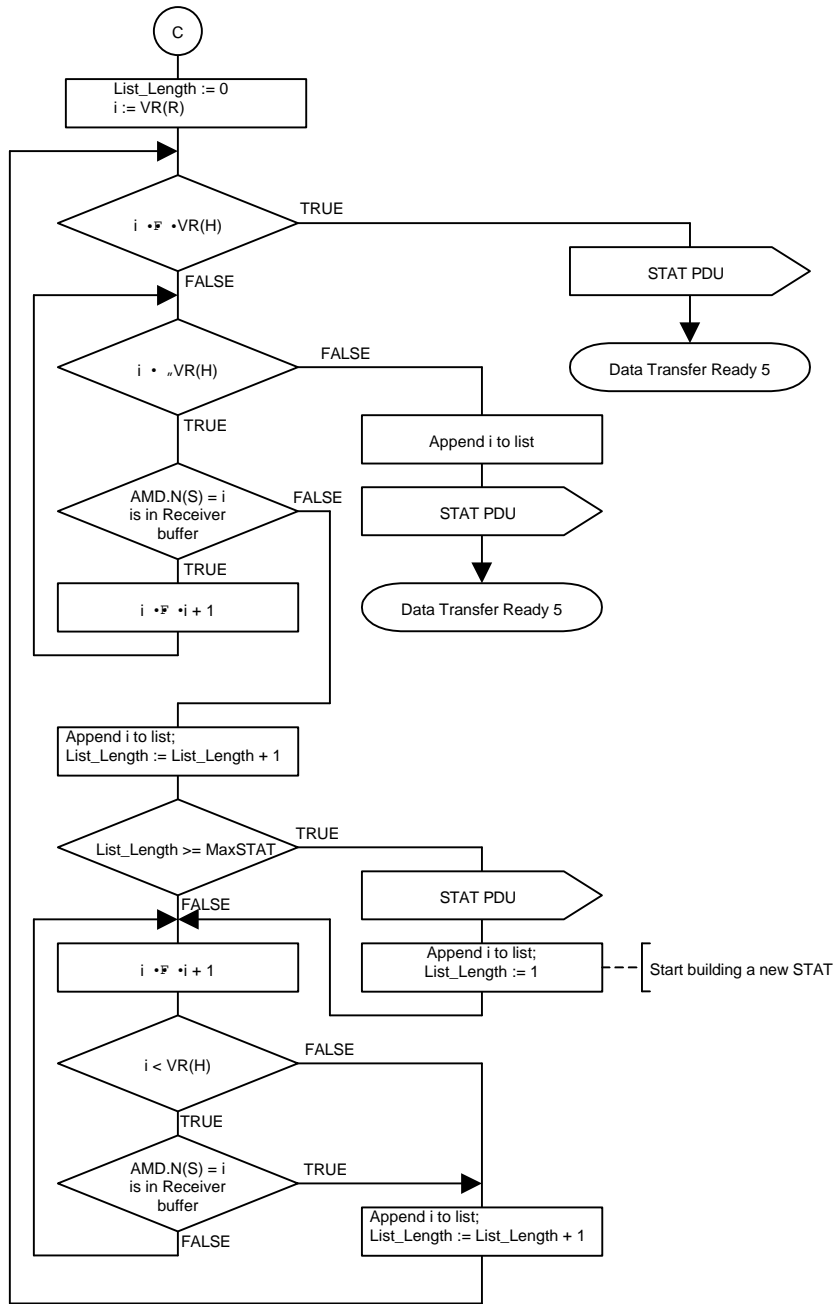 C
List_Length := 0
i := VR(R)
i VR(H)
TRUE
STAT PDU
Data Transfer Ready 5
FALSE
i VR(H)
FALSE
Append i to list
STAT PDU
Data Transfer Ready 5
TRUE
AMD.N(S) = i
is in Receiver
buffer
FALSE
TRUE
i i + 1
Append i to list;
List_Length := List_Length + 1
List_Length >= MaxSTAT
TRUE
STAT PDU
FALSE
Append i to list;
List_Length := 1
Start building a new STAT
i i + 1
i < VR(H)
FALSE
TRUE
AMD.N(S) = i
is in Receiver
buffer
TRUE
FALSE
Append i to list;
List_Length := List_Length + 1